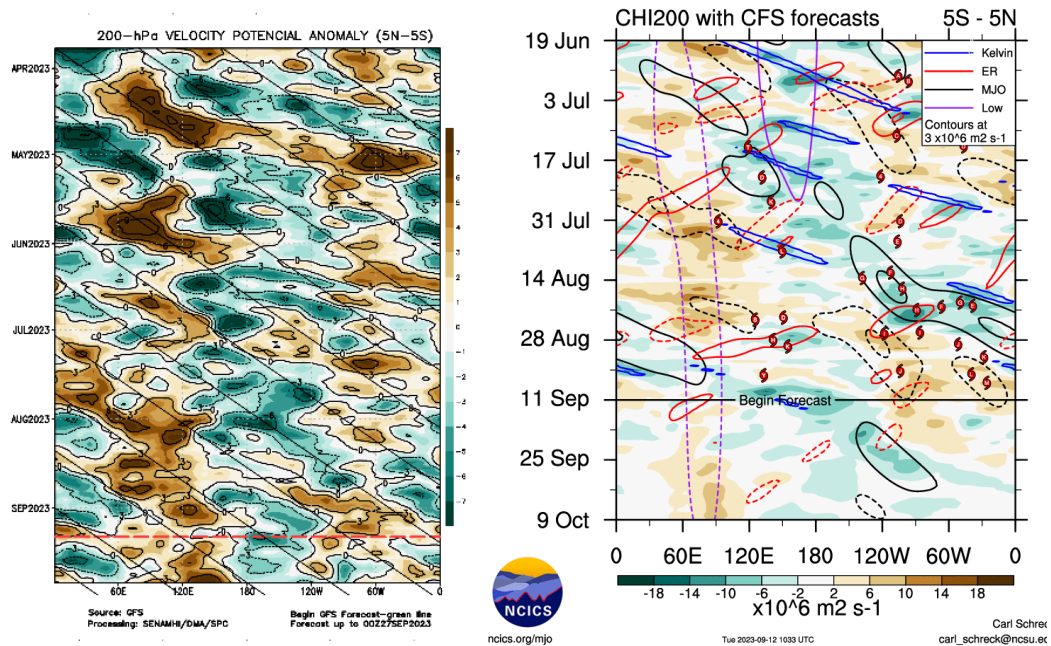 200-hPa VELOCITY POTENCIAL ANOMALY (5N-5S)
APR2023
MAY2023
JUN2023
JUL2023
AUG2023
SEP2023
60E
120E
180
120W
60W
0
7
6
5
4
3
2
1
0
-1
-2
-3
-4
-5
-6
-7
Source: GFS
Processing: SENAMHI/DMA/SPC
Begin GFS Forecast-green line
Forecast up to 00Z27SEP2023
CHI200 with CFS forecasts
5S - 5N
19 Jun
3 Jul
17 Jul
31 Jul
14 Aug
28 Aug
11 Sep
25 Sep
9 Oct
Kelvin
ER
MJO
Low
Contours at
3 x10^6 m2 s-1
Begin Forecast
0
60E
120E
180
120W
60W
0
-18
-14
-10
-6
-2
2
6
10
14
18
x10^6 m2 s-1
NCICS
ncics.org/mjo
Tue 2023-09-12 1033 UTC
Carl Schrec
carl_schreck@ncsu.ed